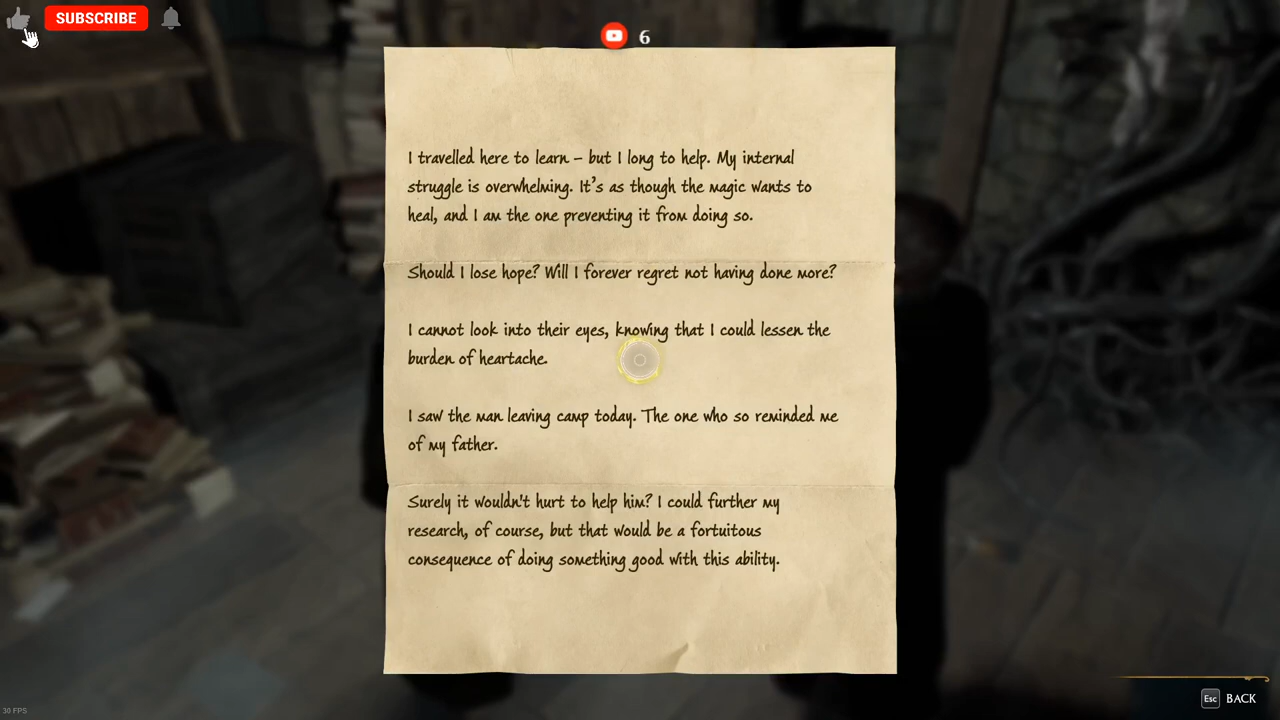 SUBSCRIBE
6
I travelled here to learn – but I long to help. My internal
struggle is overwhelming. It's as though the magic wants to
heal, and I am the one preventing it from doing so.
Should I lose hope? Will I forever regret not having done more?
I cannot look into their eyes, knowing that I could lessen the
burden of heartache.
I saw the man leaving camp today. The one who so reminded me
of my father.
Surely it wouldn't hurt to help him? I could further my
research, of course, but that would be a fortuitous
consequence of doing something good with this ability.
30 FPS
Esc BACK